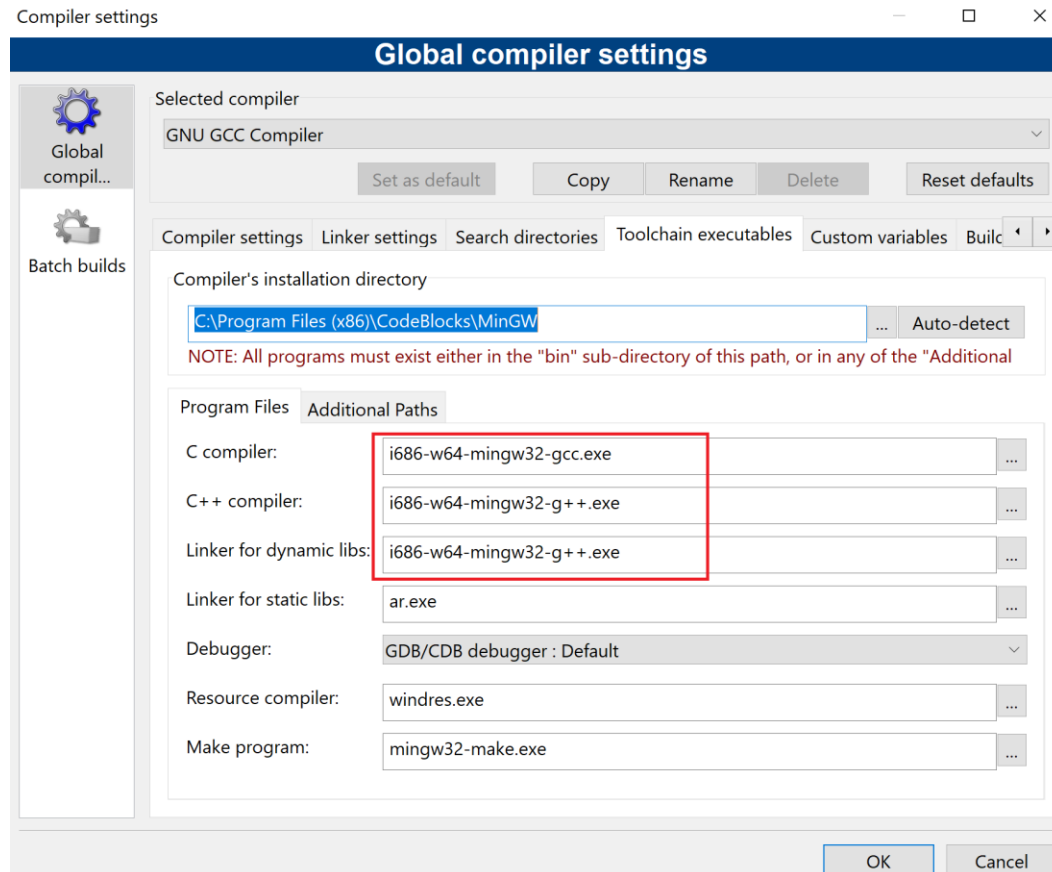 Compiler settings
Global compiler settings
Global
compil...
Batch builds
Selected compiler
GNU GCC Compiler
Set as default
Copy
Rename
Delete
Reset defaults
Compiler settings
Linker settings
Search directories
Toolchain executables
Custom variables
Build
Compiler's installation directory
C:\Program Files (x86)\CodeBlocks\MinGW
...
Auto-detect
NOTE: All programs must exist either in the "bin" sub-directory of this path, or in any of the "Additional
Program Files
Additional Paths
C compiler:
i686-w64-mingw32-gcc.exe
...
C++ compiler:
i686-w64-mingw32-g++.exe
...
Linker for dynamic libs:
i686-w64-mingw32-g++.exe
...
Linker for static libs:
ar.exe
...
Debugger:
GDB/CDB debugger : Default
Resource compiler:
windres.exe
...
Make program:
mingw32-make.exe
...
OK
Cancel